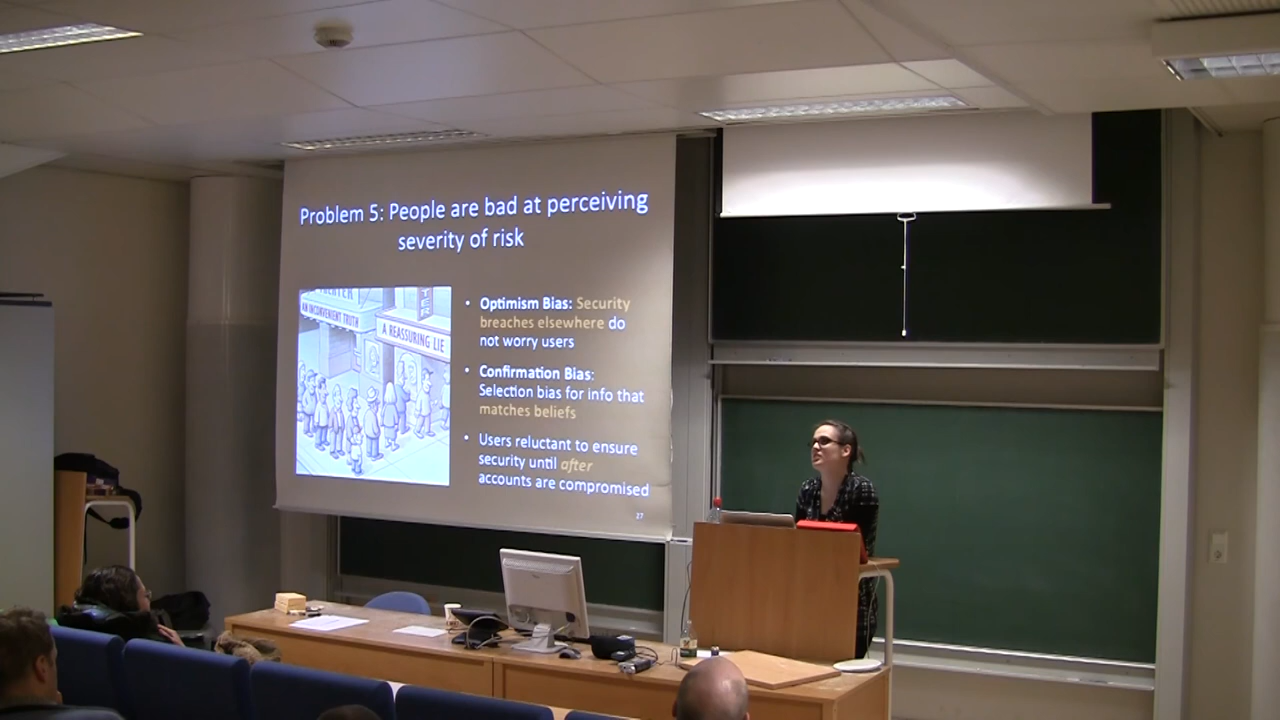 Problem 5: People are bad at perceiving
severity of risk
AN INCONVENIENT TRUTH
TER
A REASSURING LIE
• Optimism Bias: Security
breaches elsewhere do
not worry users
• Confirmation Bias:
Selection bias for info that
matches beliefs
• Users reluctant to ensure
security until after
accounts are compromised
27